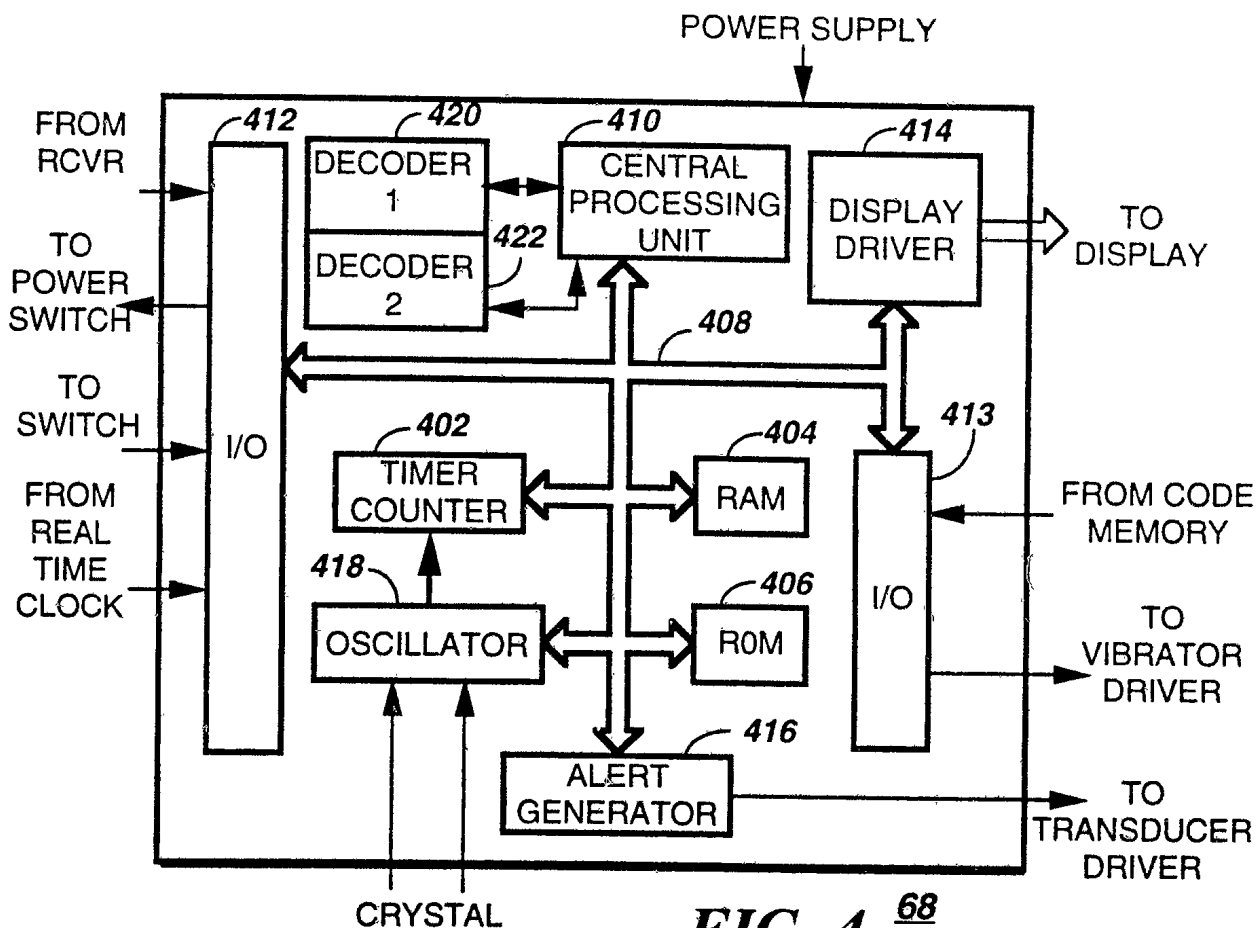 POWER SUPPLY
FROM
RCVR
412
420
410
414
DECODER
1
CENTRAL
PROCESSING
UNIT
DISPLAY
DRIVER
TO
DISPLAY
TO
POWER
SWITCH
DECODER
2
422
408
TO
SWITCH
I/O
402
TIMER
COUNTER
404
RAM
413
I/O
FROM CODE
MEMORY
FROM
REAL
TIME
CLOCK
418
OSCILLATOR
406
R0M
TO
VIBRATOR
DRIVER
416
ALERT
GENERATOR
TO
TRANSDUCER
DRIVER
CRYSTAL
FIG. 4
68